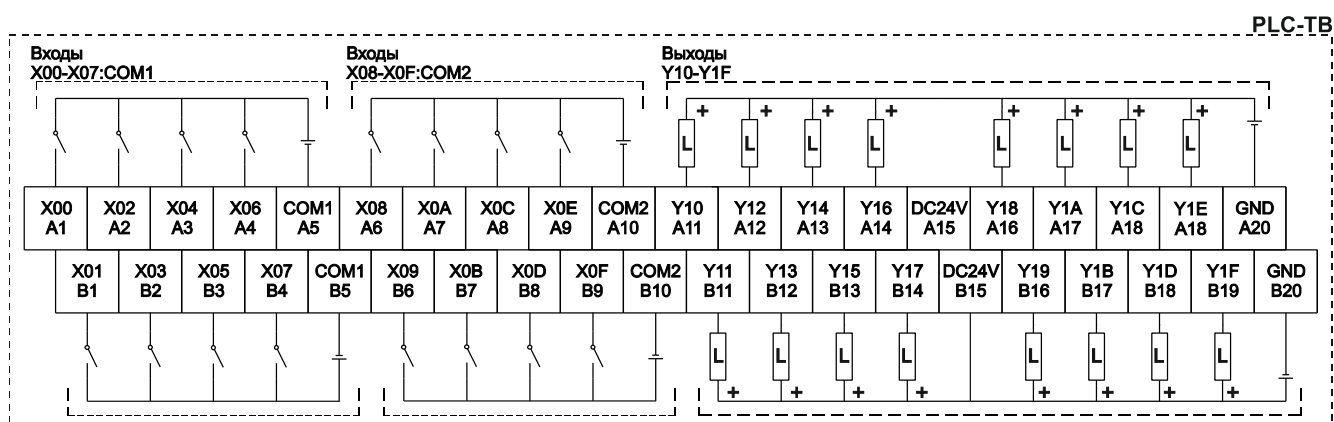 PLC-TB
Входы
X00-X07:COM1
Входы
X08-X0F:COM2
Выходы
Y10-Y1F
+ + + + + + + +
L L L L L L L L
X00 X02 X04 X06 COM1 X08 X0A X0C X0E COM2 Y10 Y12 Y14 Y16 DC24V Y18 Y1A Y1C Y1E GND
A1 A2 A3 A4 A5 A6 A7 A8 A9 A10 A11 A12 A13 A14 A15 A16 A17 A18 A18 A20
X01 X03 X05 X07 COM1 X09 X0B X0D X0F COM2 Y11 Y13 Y15 Y17 DC24V Y19 Y1B Y1D Y1F GND
B1 B2 B3 B4 B5 B6 B7 B8 B9 B10 B11 B12 B13 B14 B15 B16 B17 B18 B19 B20
L L L L L L L L
+ + + + + + + +